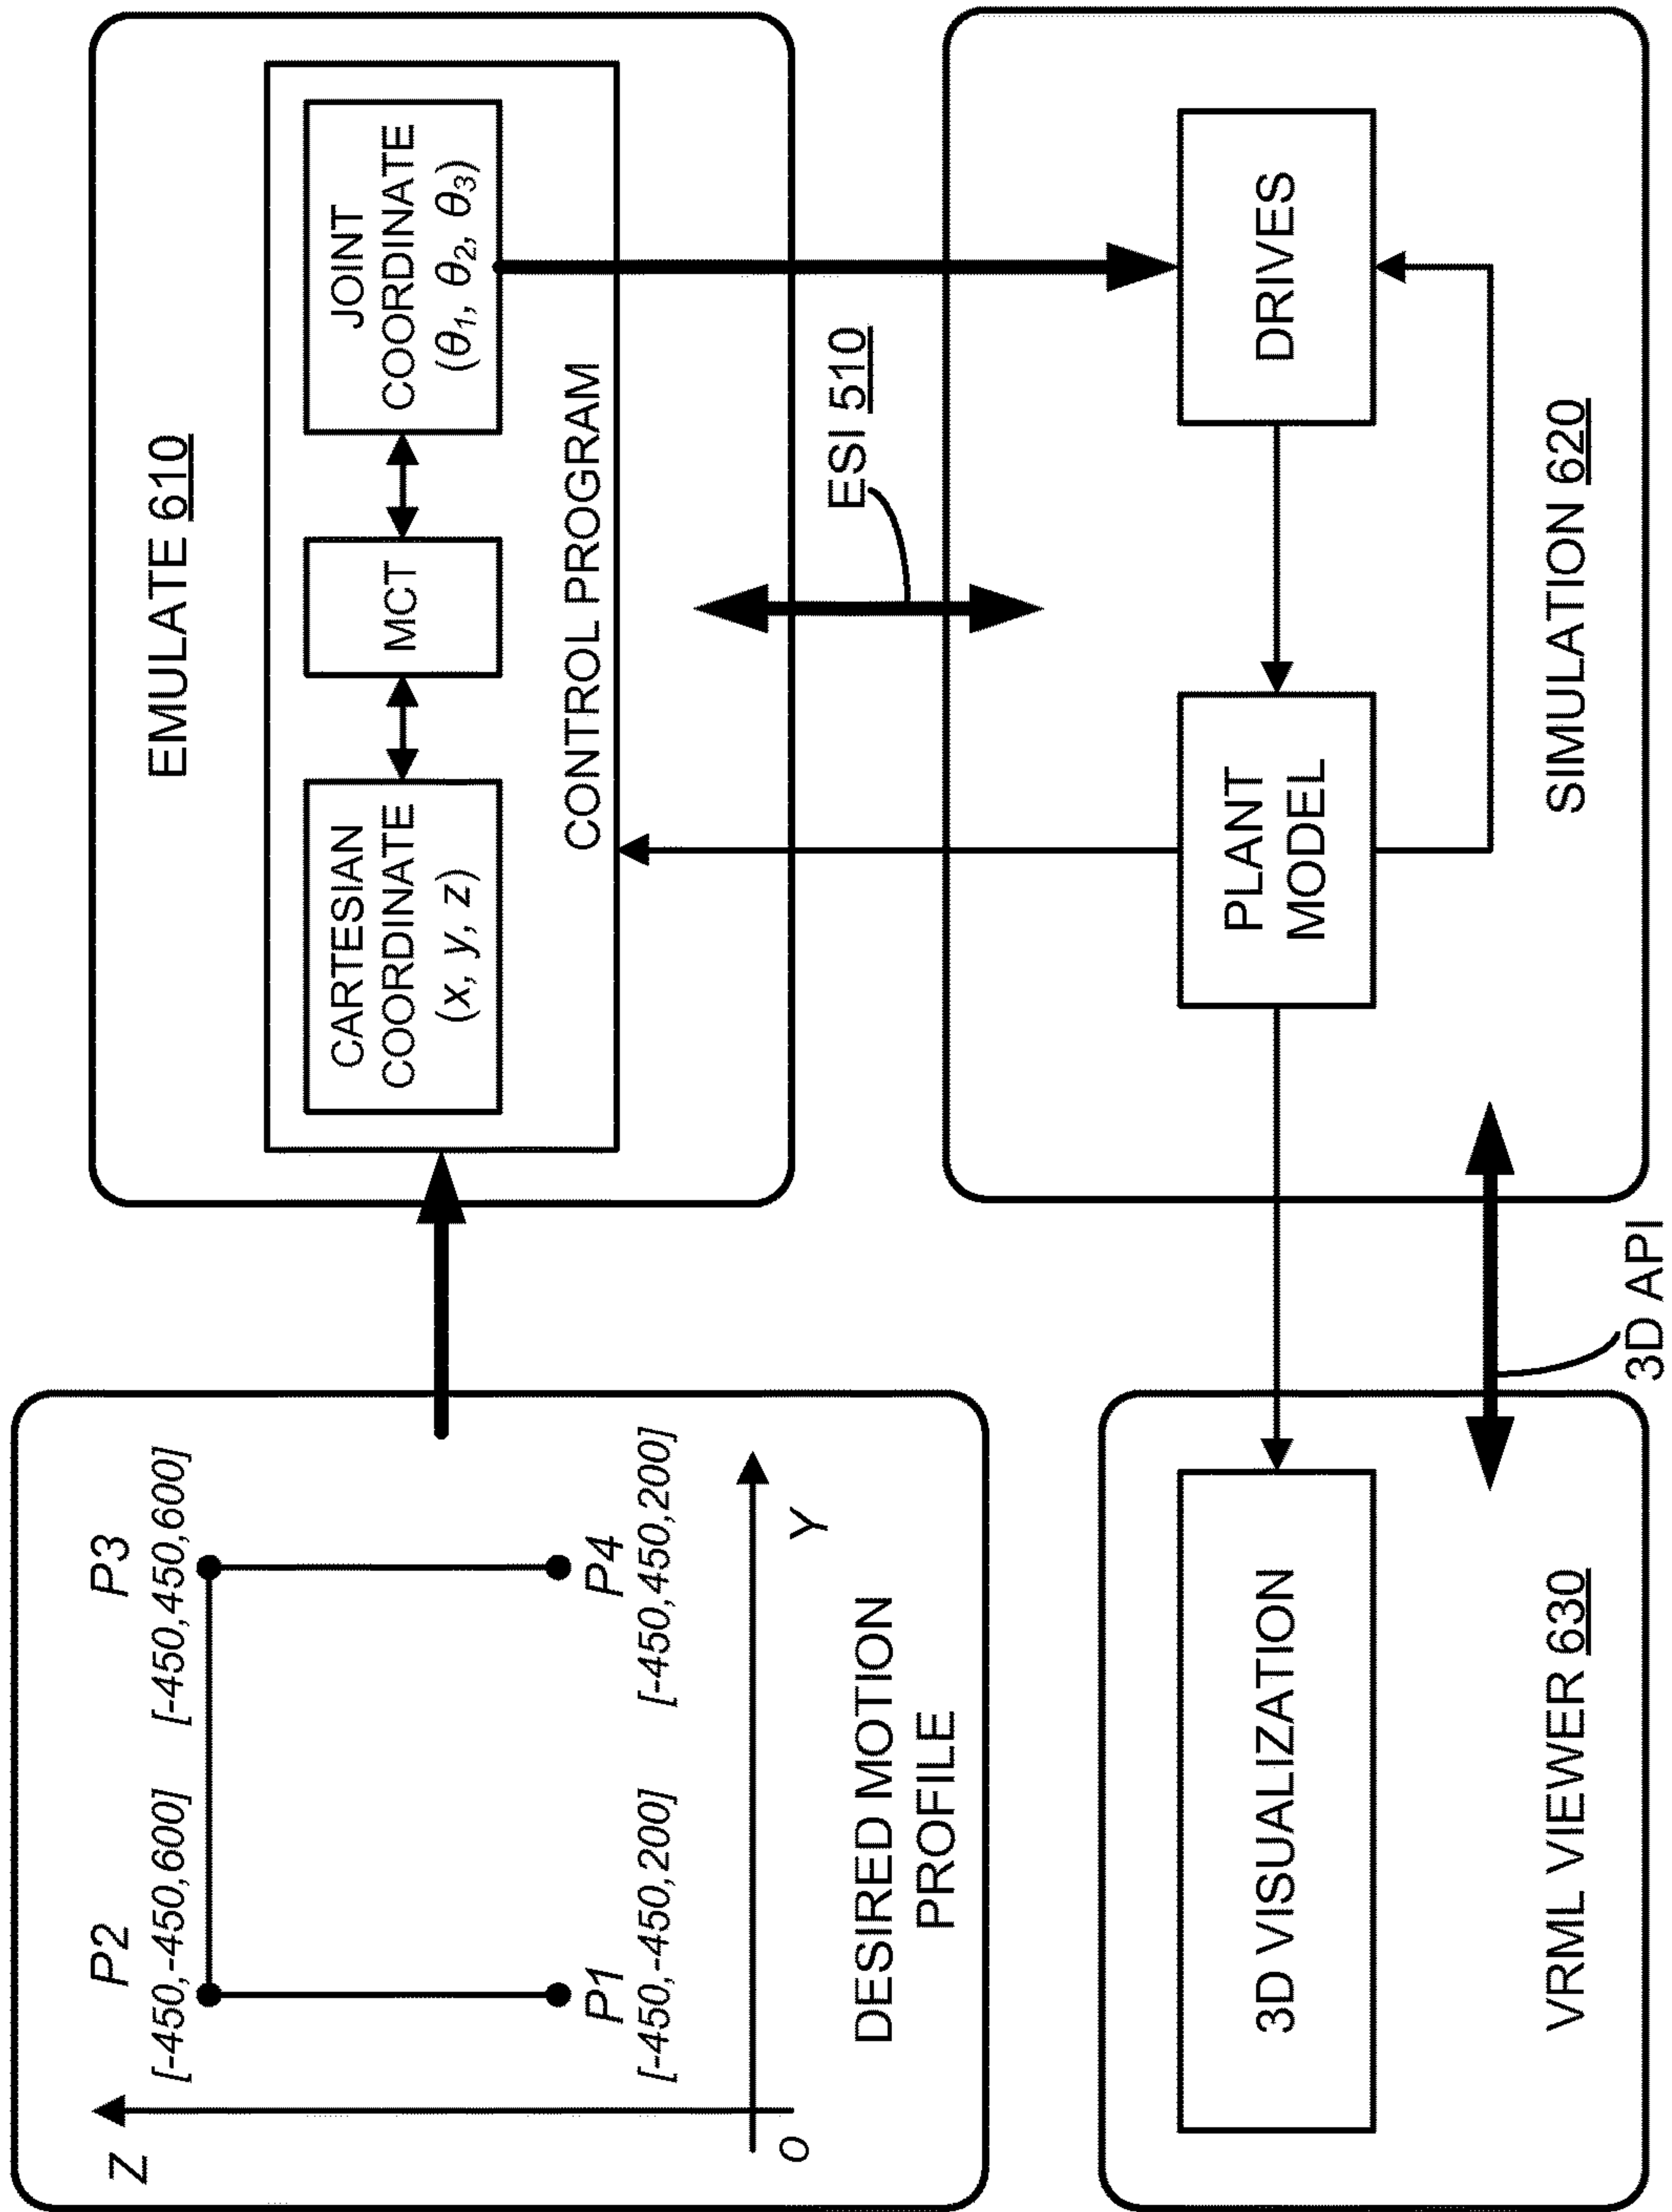 Z
P2
[-450,-450,600]
P3
[-450,450,600]
P1
[-450,-450,200]
P4
[-450,450,200]
O
Y
DESIRED MOTION
PROFILE
EMULATE 610
CARTESIAN
COORDINATE
(x, y, z)
MCT
JOINT
COORDINATE
(θ1, θ2, θ3)
CONTROL PROGRAM
ESI 510
3D VISUALIZATION
VRML VIEWER 630
3D API
PLANT
MODEL
DRIVES
SIMULATION 620